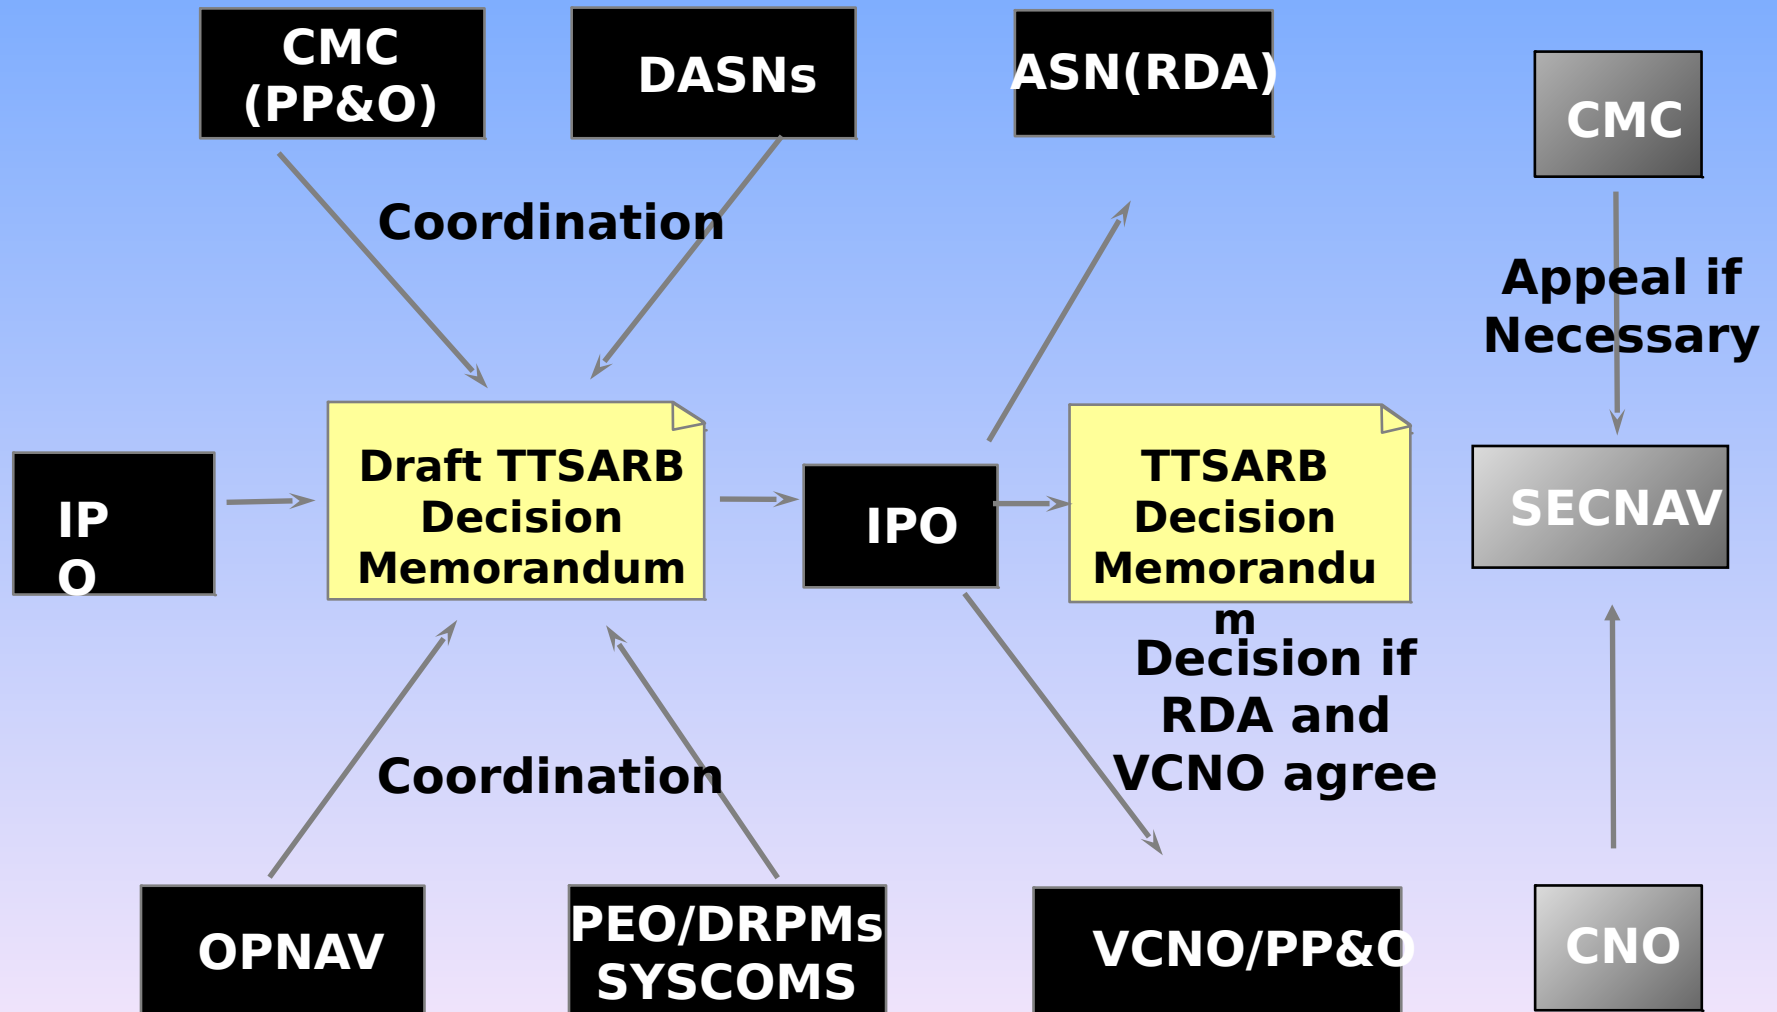 CMC
(PP&O)
DASNs
ASN(RDA)
CMC
Coordination
Appeal if
Necessary
IP
O
Draft TTSARB
Decision
Memorandum
IPO
TTSARB
Decision
Memorandu
m
SECNAV
Decision if
RDA and
VCNO agree
Coordination
OPNAV
PEO/DRPMs
SYSCOMS
VCNO/PP&O
CNO